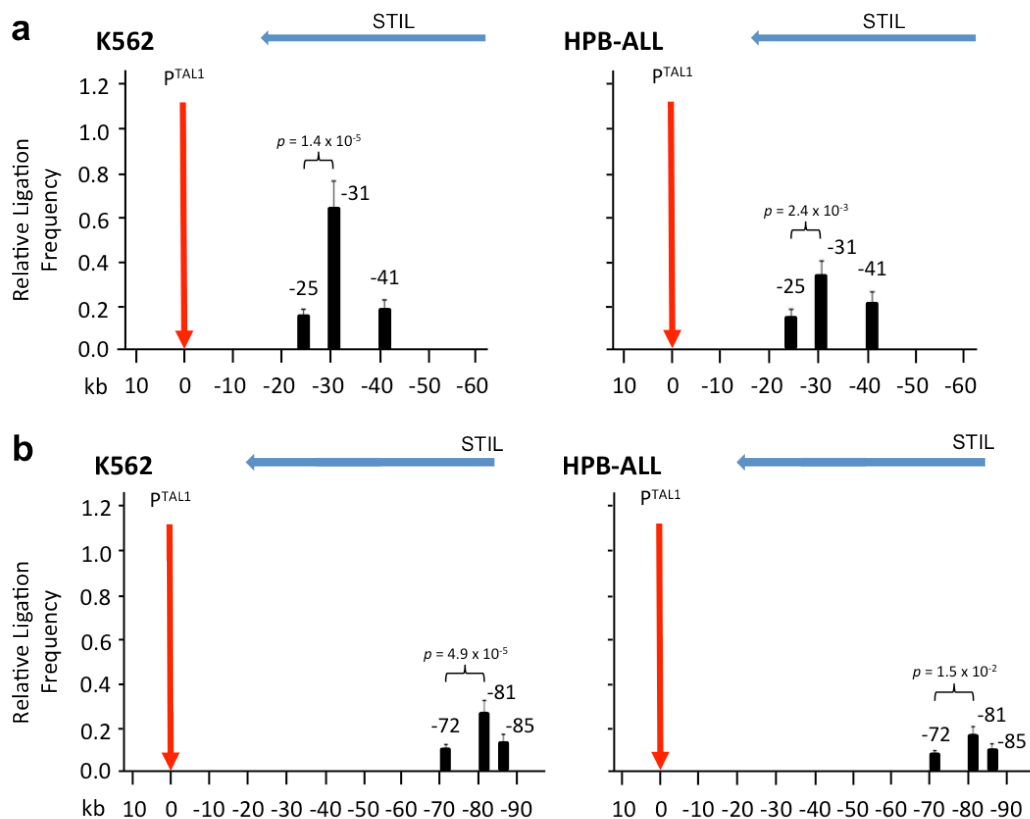 a
STIL
STIL
K562
HPB-ALL
P^TAL1
P^TAL1
Relative Ligation
Frequency
1.2
1.0
0.8
0.6
0.4
0.2
0.0
p = 1.4 x 10^-5
-25
-31
-41
p = 2.4 x 10^-3
-25
-31
-41
kb 10 0 -10 -20 -30 -40 -50 -60
10 0 -10 -20 -30 -40 -50 -60
b
STIL
STIL
K562
HPB-ALL
P^TAL1
P^TAL1
Relative Ligation
Frequency
1.2
1.0
0.8
0.6
0.4
0.2
0.0
p = 4.9 x 10^-5
-72
-81
-85
p = 1.5 x 10^-2
-72
-81
-85
kb 10 0 -10 -20 -30 -40 -50 -60 -70 -80 -90
10 0 -10 -20 -30 -40 -50 -60 -70 -80 -90